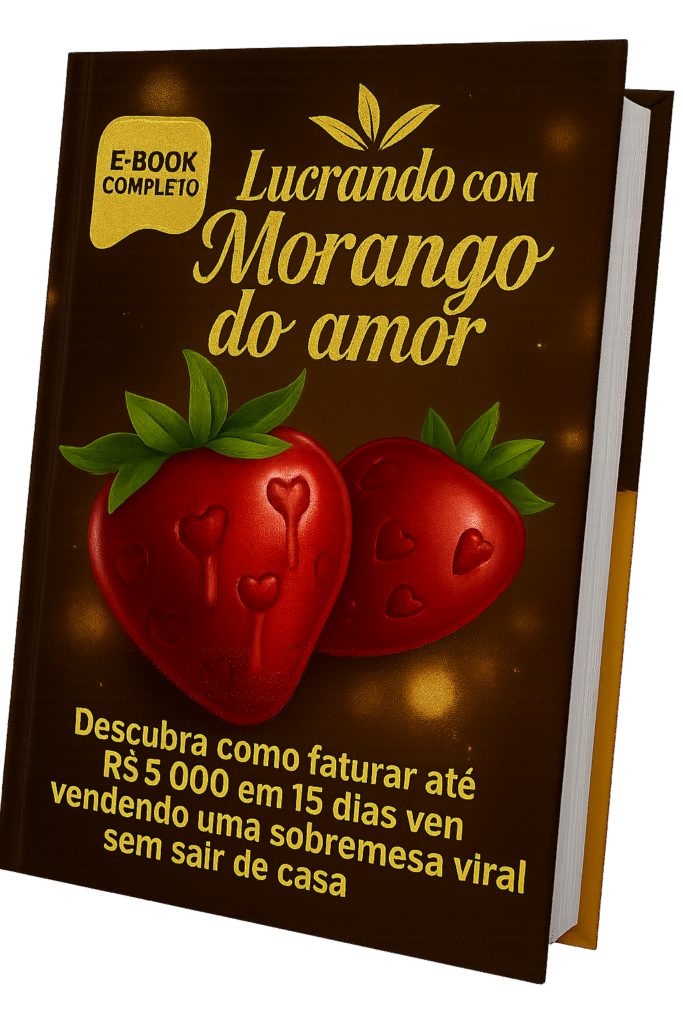 E-BOOK
COMPLETO
Lucrando com
Morango
do amor
Descubra como faturar até
R$ 5 000 em 15 dias ven
vendendo uma sobremesa viral
sem sair de casa